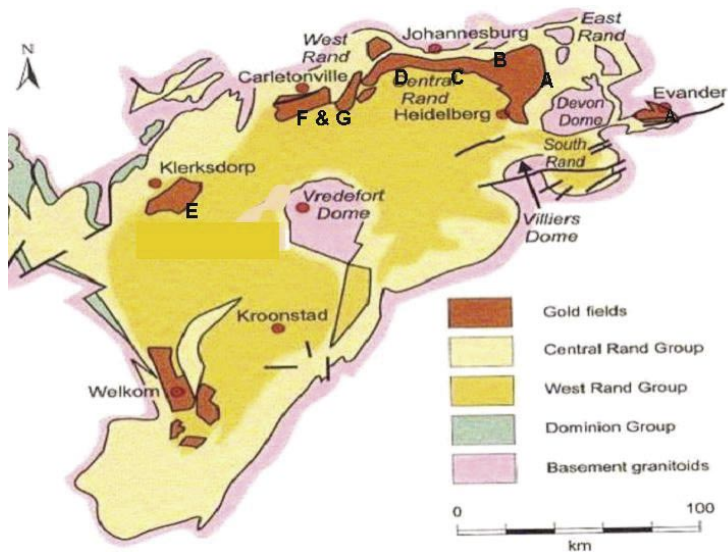 N
West
Rand
Johannesburg
East
Rand
Carletonville
B
D
C
A
Central
Rand
Heidelberg
Devon
Dome
Evander
A
F & G
South
Rand
Klerksdorp
E
Vredefort
Dome
Villiers
Dome
Kroonstad
Welkom
Gold fields
Central Rand Group
West Rand Group
Dominion Group
Basement granitoids
0
100
km